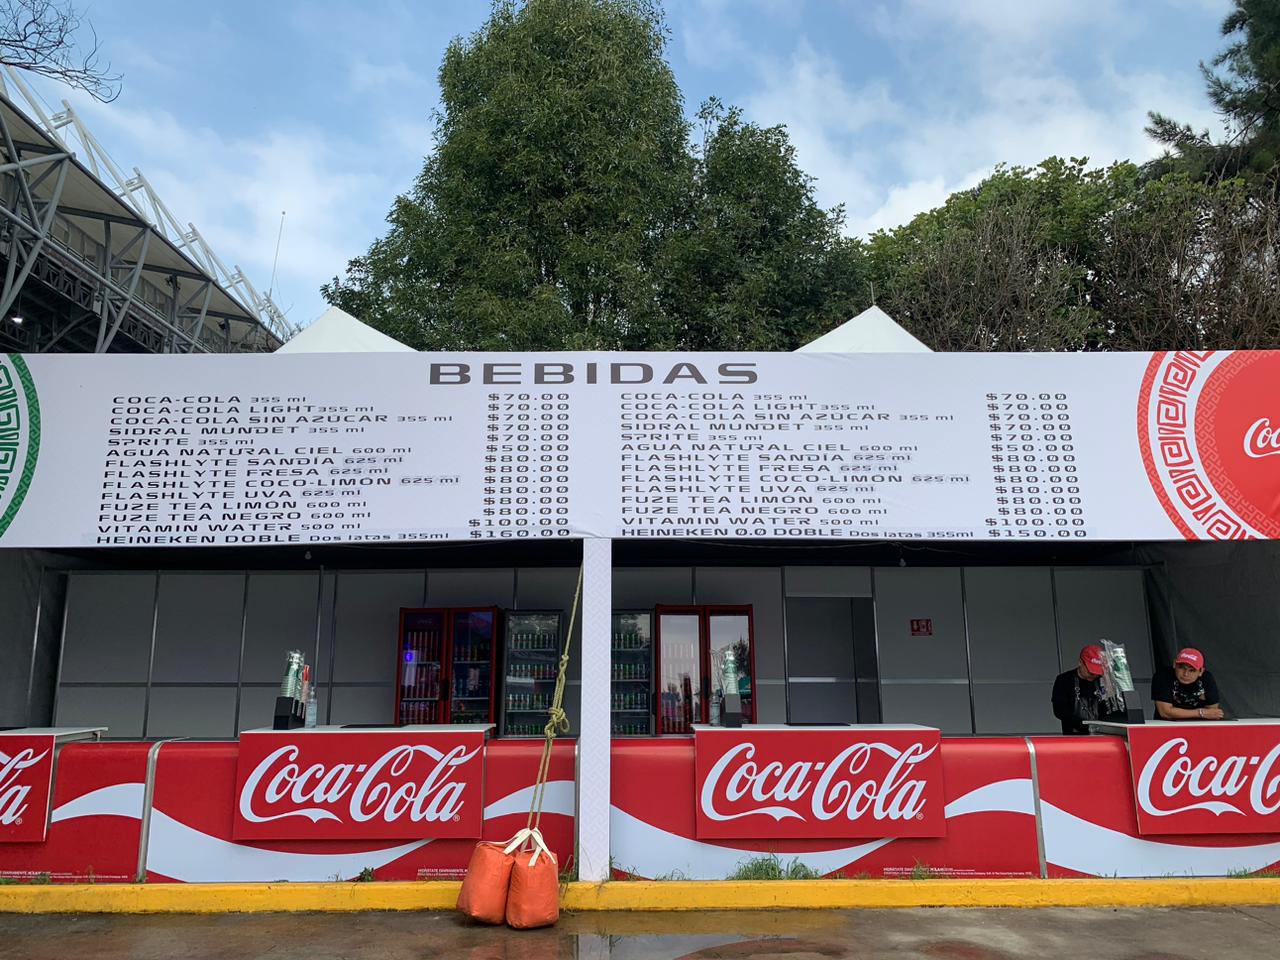 BEBIDAS
COCA-COLA 355 ml $70.00
COCA-COLA LIGHT 355 ml $70.00
COCA-COLA SIN AZÚCAR 355 ml $70.00
SIDRAL MUNDET 355 ml $70.00
SPRITE 355 ml $70.00
AGUA NATURAL CIEL 600 ml $50.00
FLASHLYTE SANDÍA 625 ml $80.00
FLASHLYTE FRESA 625 ml $80.00
FLASHLYTE COCO-LIMÓN 625 ml $80.00
FLASHLYTE UVA 625 ml $80.00
FUZE TEA LIMÓN 600 ml $80.00
FUZE TEA NEGRO 600 ml $80.00
VITAMIN WATER 500 ml $100.00
HEINEKEN DOBLE Dos latas 355ml $160.00
COCA-COLA 355 ml $70.00
COCA-COLA LIGHT 355 ml $70.00
COCA-COLA SIN AZÚCAR 355 ml $70.00
SIDRAL MUNDET 355 ml $70.00
SPRITE 355 ml $70.00
AGUA NATURAL CIEL 600 ml $50.00
FLASHLYTE SANDÍA 625 ml $80.00
FLASHLYTE FRESA 625 ml $80.00
FLASHLYTE COCO-LIMÓN 625 ml $80.00
FLASHLYTE UVA 625 ml $80.00
FUZE TEA LIMÓN 600 ml $80.00
FUZE TEA NEGRO 600 ml $80.00
VITAMIN WATER 500 ml $100.00
HEINEKEN 0.0 DOBLE Dos latas 355ml $150.00
Coca-Cola®
Coca-Cola®
Coca-C